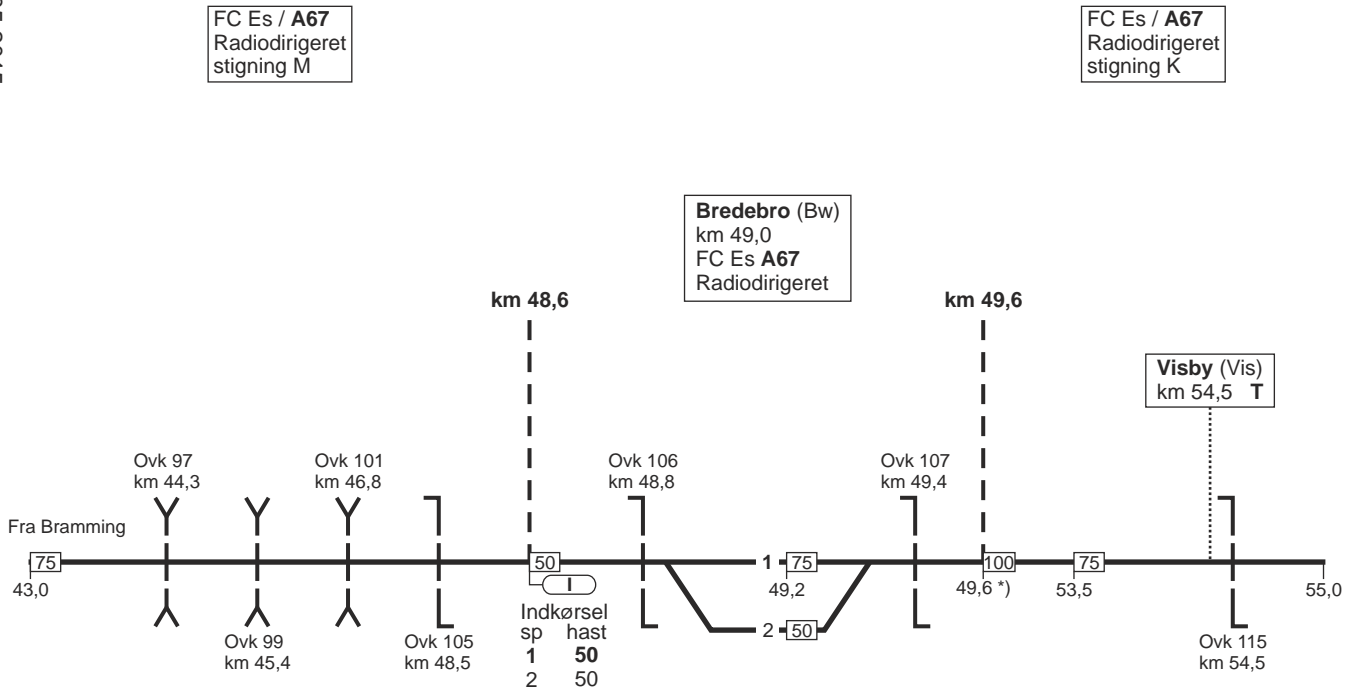 FC Es / A67
Radiodirigeret
stigning M
FC Es / A67
Radiodirigeret
stigning K
Bredebro (Bw)
km 49,0
FC Es A67
Radiodirigeret
km 48,6
km 49,6
Visby (Vis)
km 54,5 T
Ovk 97
km 44,3
Ovk 101
km 46,8
Ovk 106
km 48,8
Ovk 107
km 49,4
Fra Bramming
75
50
1
75
100
75
43,0
I
49,2
49,6 *)
53,5
55,0
Indkørsel
sp hast
1 50
2 50
2
50
Ovk 99
km 45,4
Ovk 105
km 48,5
Ovk 115
km 54,5